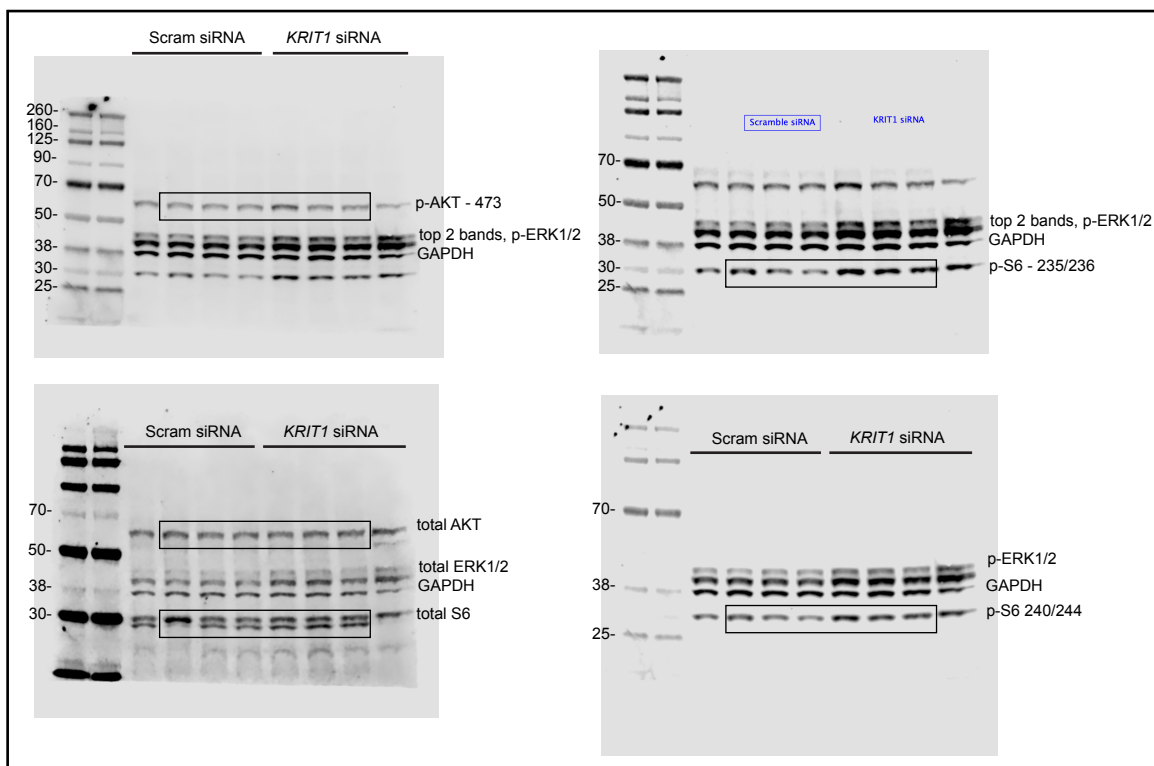 Scram siRNA
KRIT1 siRNA
260-
160-
125-
90-
70-
50-
38-
30-
25-
p-AKT - 473
top 2 bands, p-ERK1/2
GAPDH
Scramble siRNA
KRIT1 siRNA
70-
50-
38-
30-
25-
top 2 bands, p-ERK1/2
GAPDH
p-S6 - 235/236
Scram siRNA
KRIT1 siRNA
70-
50-
38-
30-
total AKT
total ERK1/2
GAPDH
total S6
Scram siRNA
KRIT1 siRNA
70-
38-
25-
p-ERK1/2
GAPDH
p-S6 240/244